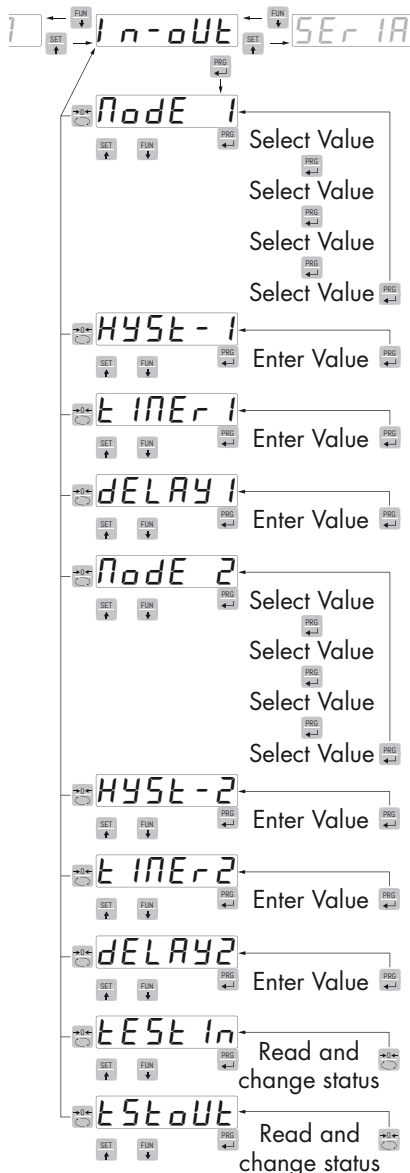 FUN FUN
In-oUt SEr IA
SET SET
PRG
ModE 1
SET FUN PRG
Select Value
PRG
Select Value
PRG
Select Value
PRG
Select Value PRG
HYSt-1
SET FUN PRG
Enter Value PRG
tIMEr1
SET FUN PRG
Enter Value PRG
dELAY1
SET FUN PRG
Enter Value PRG
ModE 2
SET FUN PRG
Select Value
PRG
Select Value
PRG
Select Value
PRG
Select Value PRG
HYSt-2
SET FUN PRG
Enter Value PRG
tIMEr2
SET FUN PRG
Enter Value PRG
dELAY2
SET FUN PRG
Enter Value PRG
tESt In
SET FUN PRG
Read and
change status
tStoUt
SET FUN PRG
Read and
change status